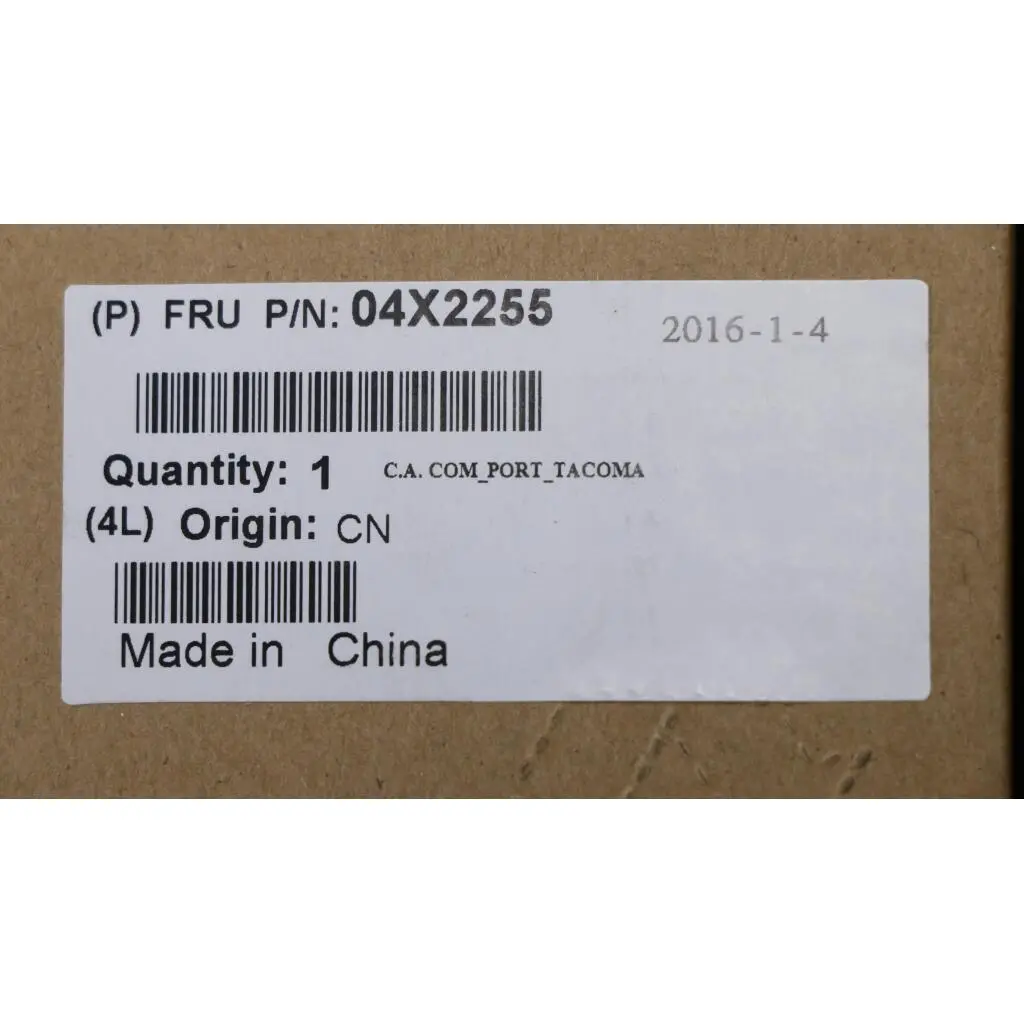 (P) FRU P/N: 04X2255
2016-1-4
Quantity: 1 C.A. COM_PORT_TACOMA
(4L) Origin: CN
Made in China